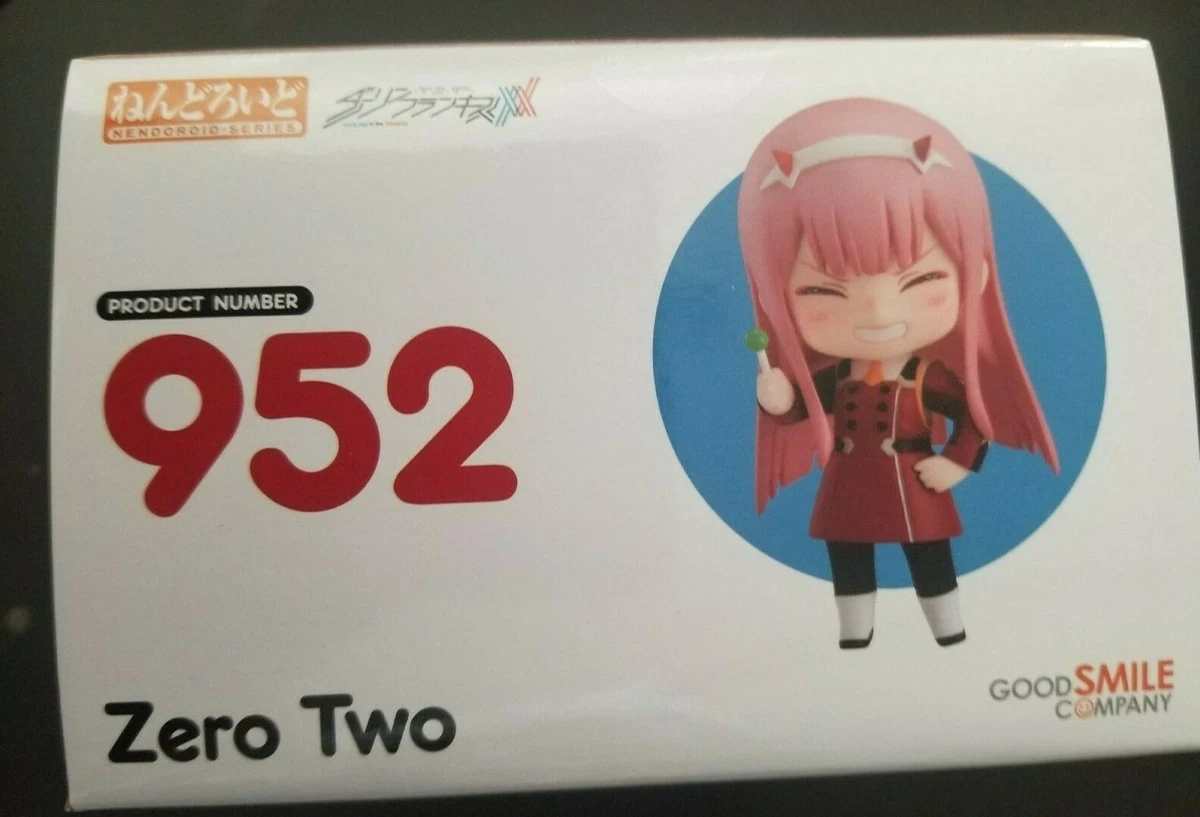 ねんどろいど
NENDOROID-SERIES
ダーリン・イン・ザ・フランキス
PRODUCT NUMBER
952
Zero Two
GOOD SMILE
COMPANY